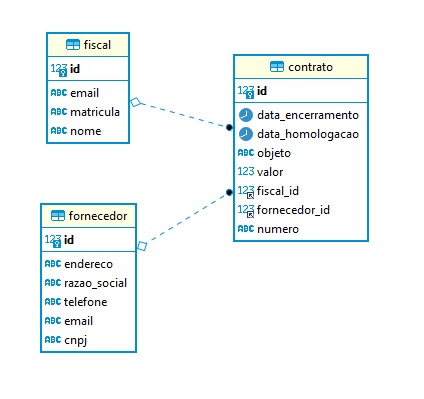 fiscal
123 id
ABC email
ABC matricula
ABC nome
contrato
123 id
data_encerramento
data_homologacao
ABC objeto
123 valor
123 fiscal_id
123 fornecedor_id
ABC numero
fornecedor
123 id
ABC endereco
ABC razao_social
ABC telefone
ABC email
ABC cnpj